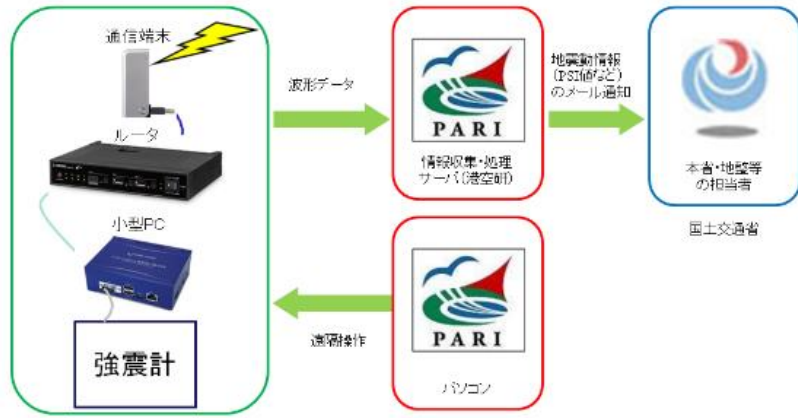 通信端末
ルータ
小型PC
強震計
波形データ
PARI
情報収集・処理
サーバ(港空研)
地震動情報
(PSI値など)
のメール通知
本省・地整等
の担当者
国土交通省
遠隔操作
PARI
パソコン